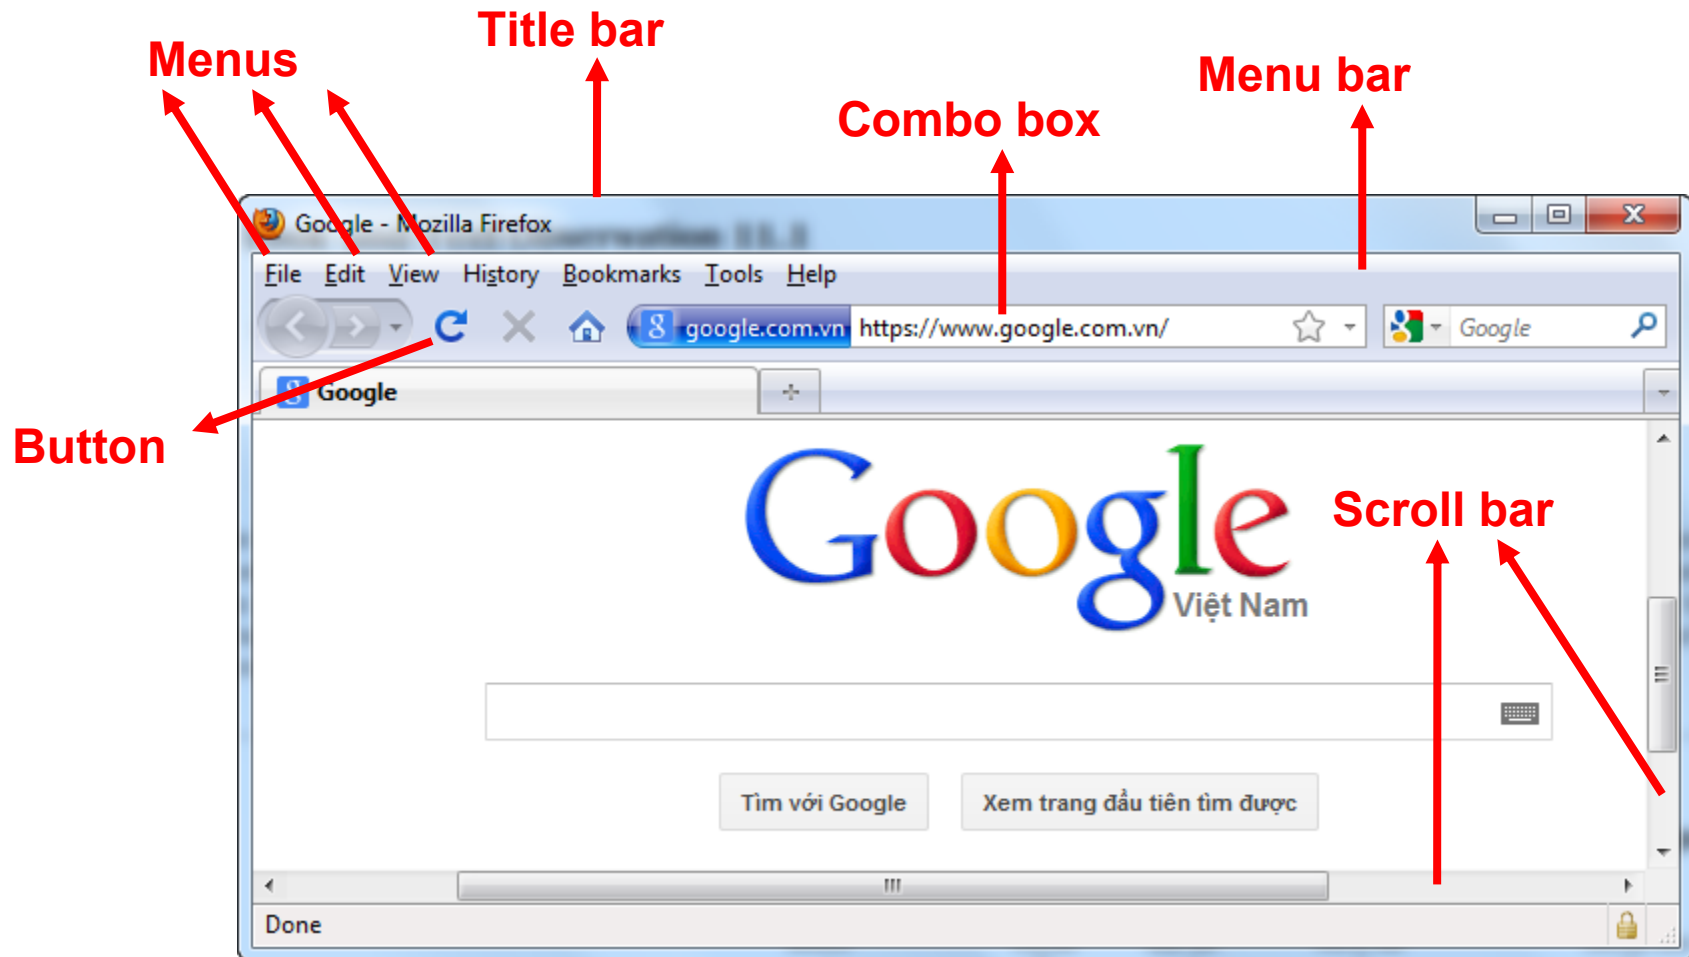 Title bar
Menus
Menu bar
Combo box
Google - Mozilla Firefox
File Edit View History Bookmarks Tools Help
google.com.vn https://www.google.com.vn/ Google
Google
Button
Google
Scroll bar
Việt Nam
Tìm với Google Xem trang đầu tiên tìm được
Done